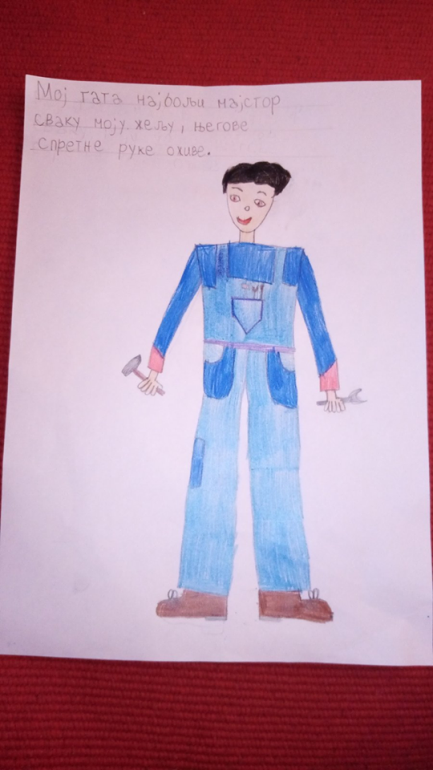 Мој тата најбољи мајстор
сваку моју жељу, његове
спретне руке оживе.